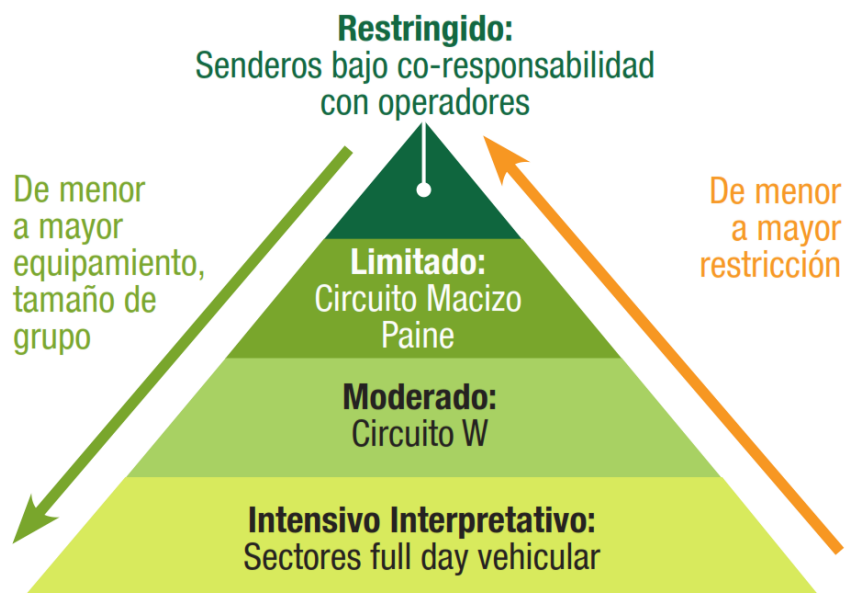 Restringido:
Senderos bajo co-responsabilidad
con operadores
De menor
a mayor
equipamiento,
tamaño de
grupo
De menor
a mayor
restricción
Limitado:
Circuito Macizo
Paine
Moderado:
Circuito W
Intensivo Interpretativo:
Sectores full day vehicular